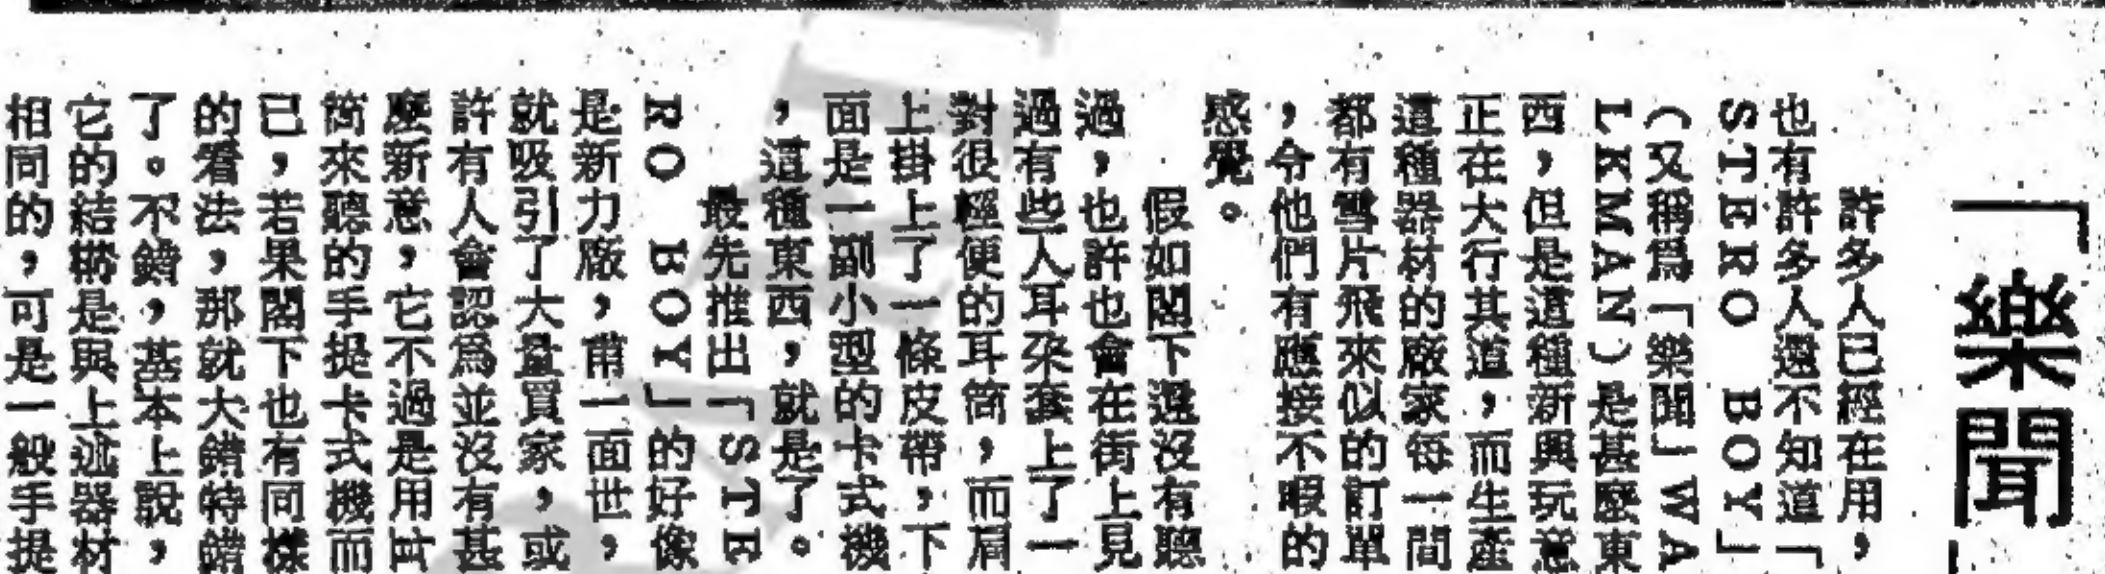 「樂聞」
許多人已經在用，
也有許多人還不知道「
STERO BOY」
（又稱爲「樂聞」WA
LKMAN）是甚麼東
西，但是這種新興玩意
正在大行其道，而生產
這種器材的廠家每一間
都有雪片飛來似的訂單
，令他們有應接不暇的
感覺。
假如閣下還沒有聽
過，也許也會在街上見
過有些人耳朶套上了一
對很輕便的耳筒，而肩
上掛上了一條皮帶，下
面是一副小型的卡式機
，這種東西，就是了。
最先推出「STE
RO BOY」的好像
是新力廠，甫一面世，
就吸引了大量買家，或
許有人會認爲並沒有甚
麼新意，它不過是用耳
筒來聽的手提卡式機而
已，若果閣下也有同樣
的看法，那就大錯特錯
了。不錯，基本上說，
它的結構是與上述器材
相同的，可是一般手提